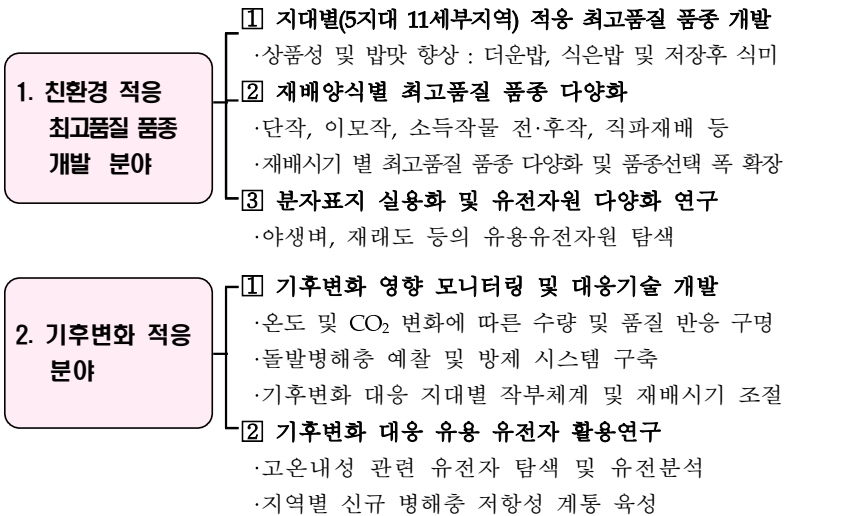 1. 친환경 적응
최고품질 품종
개발 분야
1 지대별(5지대 11세부지역) 적응 최고품질 품종 개발
·상품성 및 밥맛 향상 : 더운밥, 식은밥 및 저장후 식미
2 재배양식별 최고품질 품종 다양화
·단작, 이모작, 소득작물 전·후작, 직파재배 등
·재배시기 별 최고품질 품종 다양화 및 품종선택 폭 확장
3 분자표지 실용화 및 유전자원 다양화 연구
·야생벼, 재래도 등의 유용유전자원 탐색
2. 기후변화 적응
분야
1 기후변화 영향 모니터링 및 대응기술 개발
·온도 및 CO₂ 변화에 따른 수량 및 품질 반응 구명
·돌발병해충 예찰 및 방제 시스템 구축
·기후변화 대응 지대별 작부체계 및 재배시기 조절
2 기후변화 대응 유용 유전자 활용연구
·고온내성 관련 유전자 탐색 및 유전분석
·지역별 신규 병해충 저항성 계통 육성